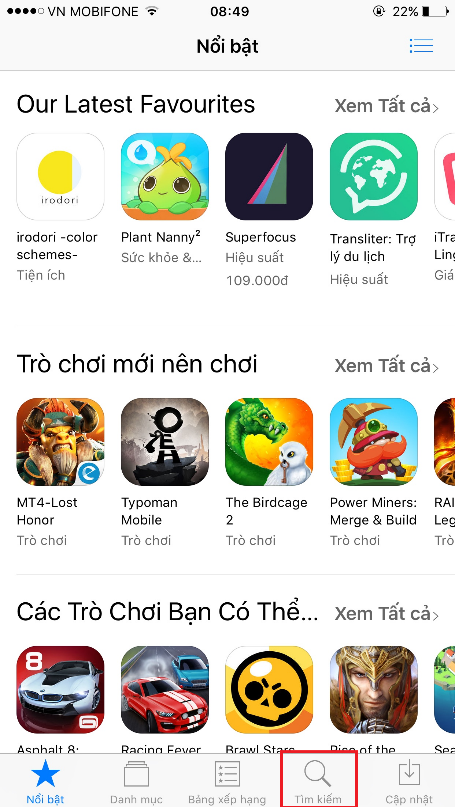 VN MOBIFONE 08:49 22%
Nổi bật
Our Latest Favourites Xem Tất cả
irodori
irodori -color schemes-
Tiện ích
Plant Nanny²
Sức khỏe &...
Superfocus
Hiệu suất
109.000đ
Transliter: Trợ lý du lịch
Hiệu suất
iTra
Ling
Giá
Trò chơi mới nên chơi Xem Tất cả
MT4-Lost Honor
Trò chơi
Typoman Mobile
Trò chơi
The Birdcage 2
Trò chơi
Power Miners: Merge & Build
Trò chơi
RAI
Leg
Trò
Các Trò Chơi Bạn Có Thể... Xem Tất cả
8
Asphalt 8:
Racing Fever
Brawl Stars
Rise of the
Sea
Nổi bật
Danh mục
Bảng xếp hạng
Tìm kiếm
Cập nhật